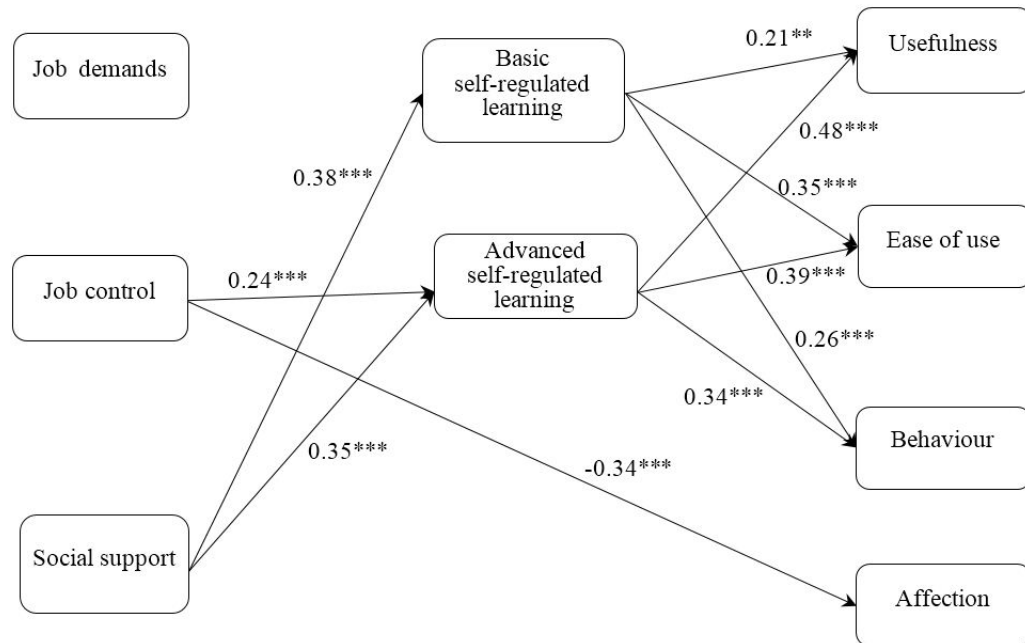 Job demands
Job control
Social support
Basic
self-regulated
learning
Advanced
self-regulated
learning
Usefulness
Ease of use
Behaviour
Affection
0.21**
0.48***
0.38***
0.35***
0.24***
0.39***
0.26***
0.34***
0.35***
-0.34***